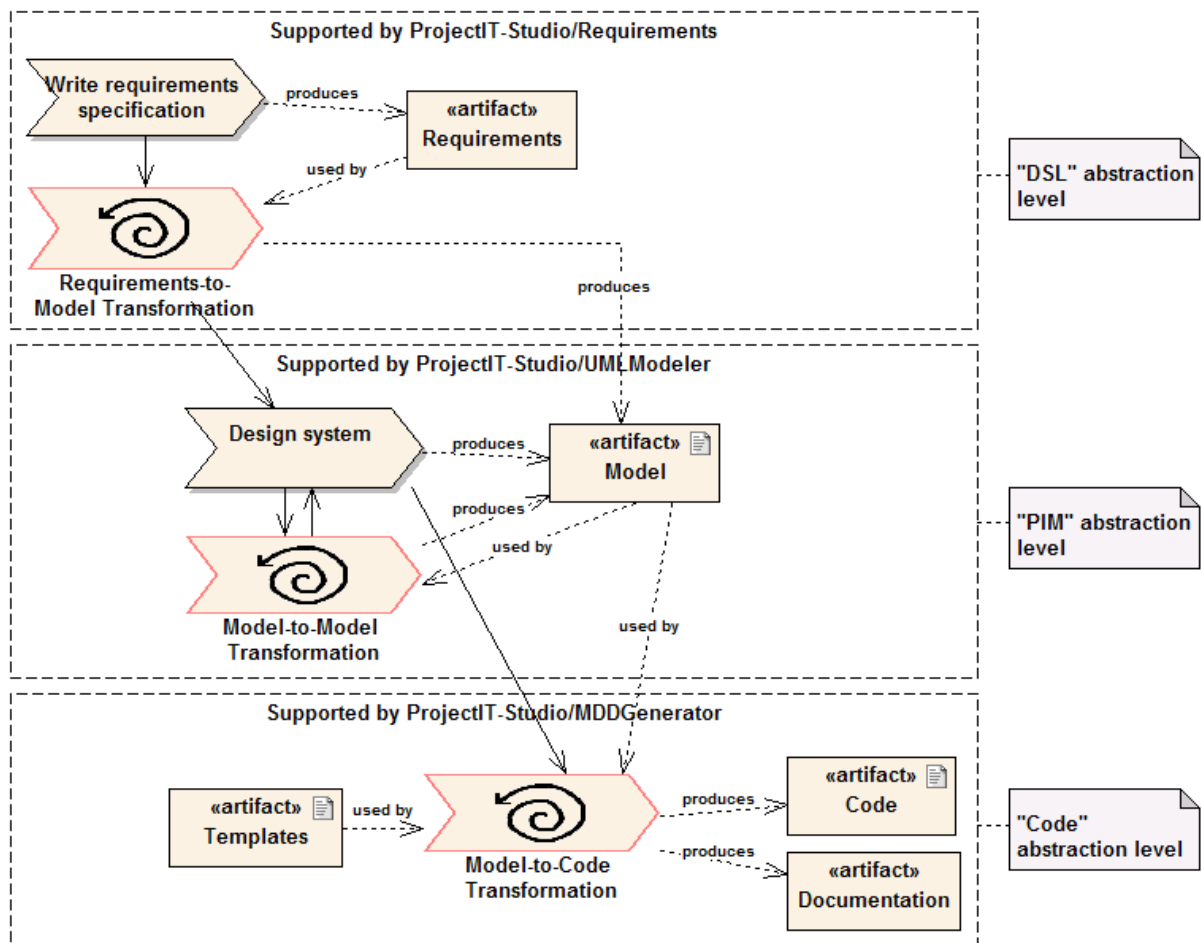 Supported by ProjectIT-Studio/Requirements
Write requirements
specification
produces
«artifact»
Requirements
used by
"DSL" abstraction
level
Requirements-to-
Model Transformation
produces
Supported by ProjectIT-Studio/UMLModeler
Design system
produces
«artifact»
Model
produces
used by
"PIM" abstraction
level
Model-to-Model
Transformation
used by
Supported by ProjectIT-Studio/MDDGenerator
«artifact»
Templates
used by
Model-to-Code
Transformation
produces
«artifact»
Code
produces
«artifact»
Documentation
"Code"
abstraction level